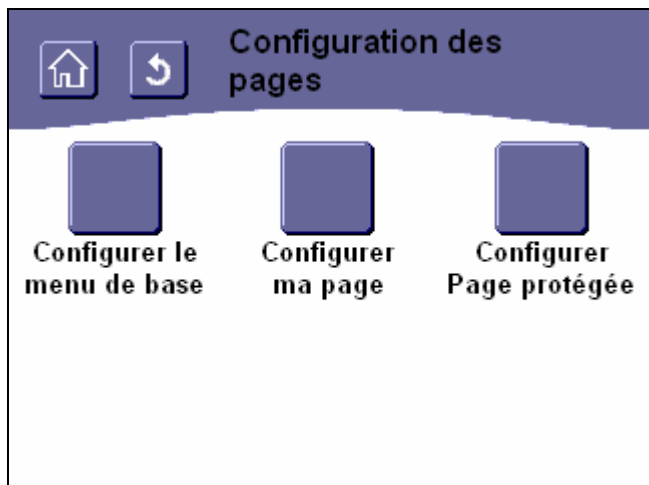 Configuration des
pages
Configurer le
menu de base
Configurer
ma page
Configurer
Page protégée